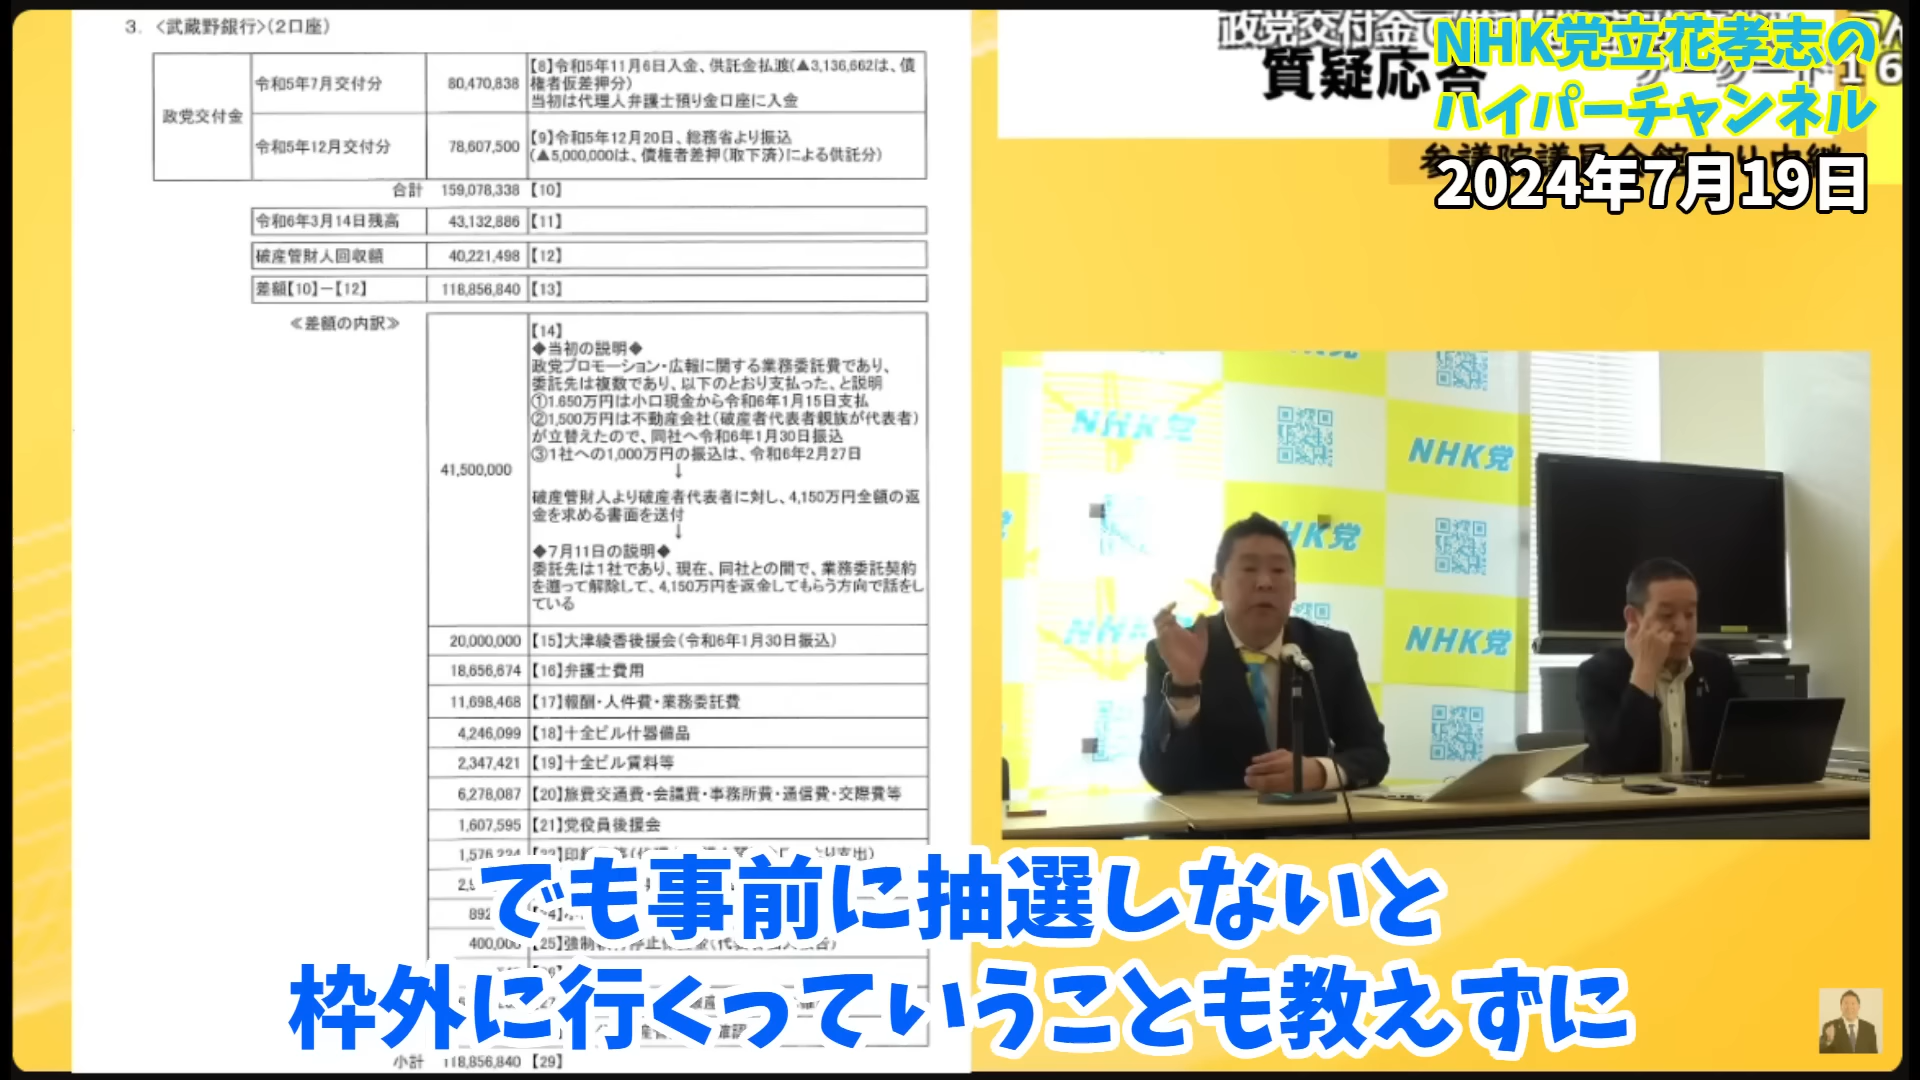 3. <武蔵野銀行>(2口座)
政党交付金
令和5年7月交付分
80,470,838
【8】令和5年11月6日入金、供託金払渡(▲3,136,662は、債
権者仮差押分)
当初は代理人弁護士預り金口座に入金
令和5年12月交付分
78,607,500
【9】令和5年12月20日、総務省より振込
(▲5,000,000は、債権者差押(取下済)による供託分)
合計 159,078,338 【10】
令和6年3月14日残高 43,132,886 【11】
破産管財人回収額 40,221,498 【12】
差額【10】－【12】 118,856,840 【13】
≪差額の内訳≫
41,500,000
【14】
◆当初の説明◆
政党プロモーション・広報に関する業務委託費であり、
委託先は複数であり、以下のとおり支払った、と説明
①1,650万円は小口現金から令和6年1月15日支払
②1,500万円は不動産会社(破産者代表者親族が代表者)
が立替えたので、同社へ令和6年1月30日振込
③1社への1,000万円の振込は、令和6年2月27日
↓
破産管財人より破産者代表者に対し、4,150万円全額の返
金を求める書面を送付
↓
◆7月11日の説明◆
委託先は1社であり、現在、同社との間で、業務委託契約
を遡って解除して、4,150万円を返金してもらう方向で話をし
ている
20,000,000 【15】大津綾香後援会(令和6年1月30日振込)
18,656,674 【16】弁護士費用
11,698,468 【17】報酬・人件費・業務委託費
4,246,099 【18】十全ビル什器備品
2,347,421 【19】十全ビル賃料等
6,278,087 【20】旅費交通費・会議費・事務所費・通信費・交際費等
1,607,595 【21】党役員後援会
400,000
小計 118,856,840 【29】
政党交付金
質疑応答
NHK党立花孝志の
ハイパーチャンネル
2024年7月19日
NHK党
NHK党
HK党
NHK党
でも事前に抽選しないと
枠外に行くっていうことも教えずに